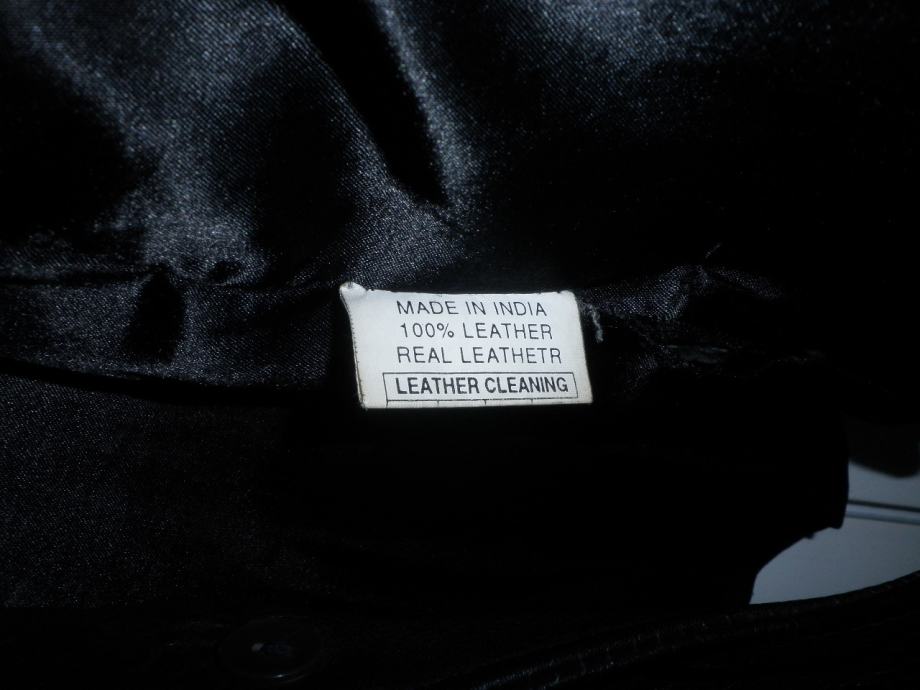 MADE IN INDIA
100% LEATHER
REAL LEATHETR
LEATHER CLEANING